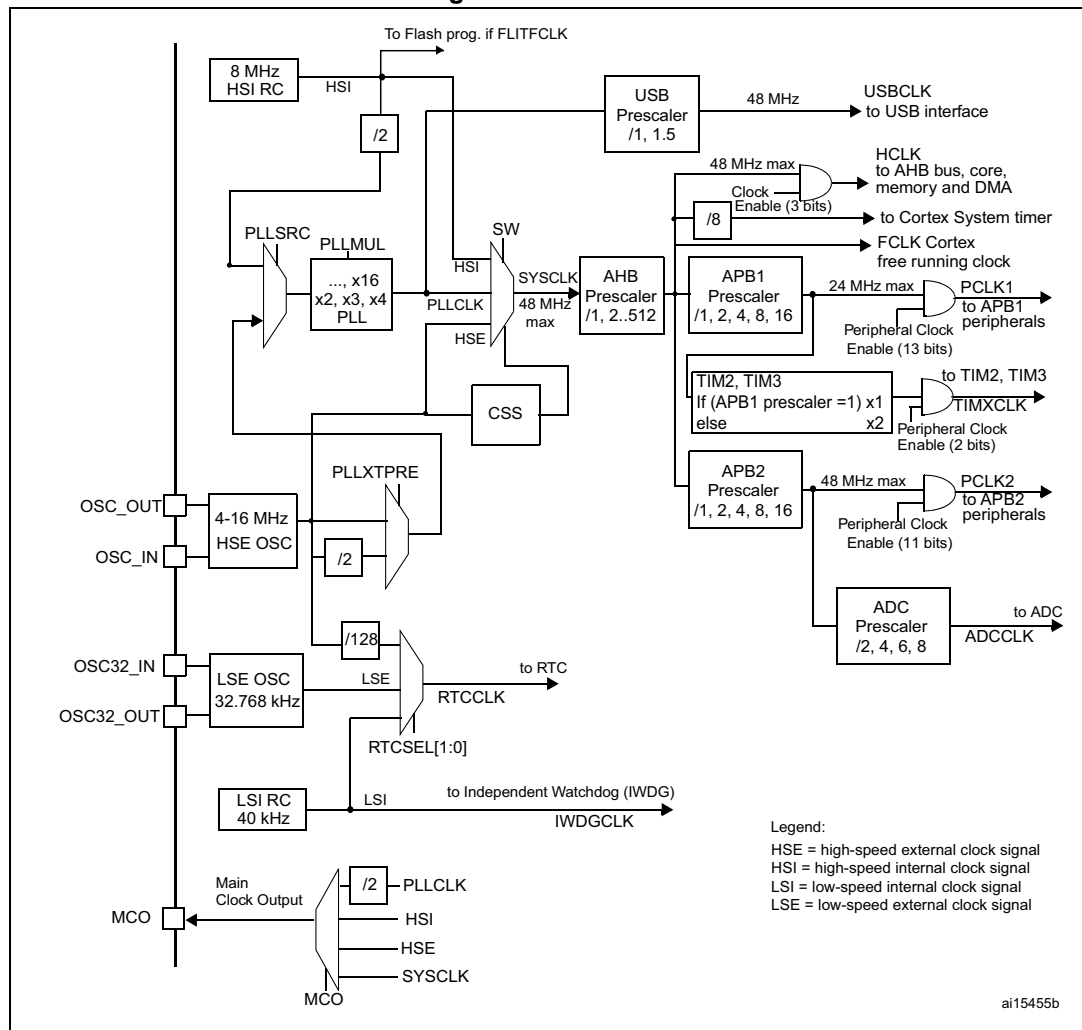 To Flash prog. if FLITFCLK
8 MHz
HSI RC
HSI
/2
USB
Prescaler
/1, 1.5
48 MHz
USBCLK
to USB interface
48 MHz max
HCLK
to AHB bus, core,
memory and DMA
Clock
Enable (3 bits)
/8
to Cortex System timer
FCLK Cortex
free running clock
PLLSRC
PLLMUL
..., x16
x2, x3, x4
PLL
SW
HSI
PLLCLK
HSE
SYSCLK
48 MHz
max
AHB
Prescaler
/1, 2..512
APB1
Prescaler
/1, 2, 4, 8, 16
24 MHz max
PCLK1
to APB1
peripherals
Peripheral Clock
Enable (13 bits)
TIM2, TIM3
If (APB1 prescaler =1) x1
else x2
to TIM2, TIM3
TIMXCLK
Peripheral Clock
Enable (2 bits)
CSS
PLLXTPRE
OSC_OUT
OSC_IN
4-16 MHz
HSE OSC
/2
APB2
Prescaler
/1, 2, 4, 8, 16
48 MHz max
PCLK2
to APB2
peripherals
Peripheral Clock
Enable (11 bits)
ADC
Prescaler
/2, 4, 6, 8
to ADC
ADCCLK
/128
OSC32_IN
OSC32_OUT
LSE OSC
32.768 kHz
LSE
to RTC
RTCCLK
RTCSEL[1:0]
LSI RC
40 kHz
LSI
to Independent Watchdog (IWDG)
IWDGCLK
Legend:
HSE = high-speed external clock signal
HSI = high-speed internal clock signal
LSI = low-speed internal clock signal
LSE = low-speed external clock signal
MCO
Main
Clock Output
/2
PLLCLK
HSI
HSE
SYSCLK
MCO
ai15455b